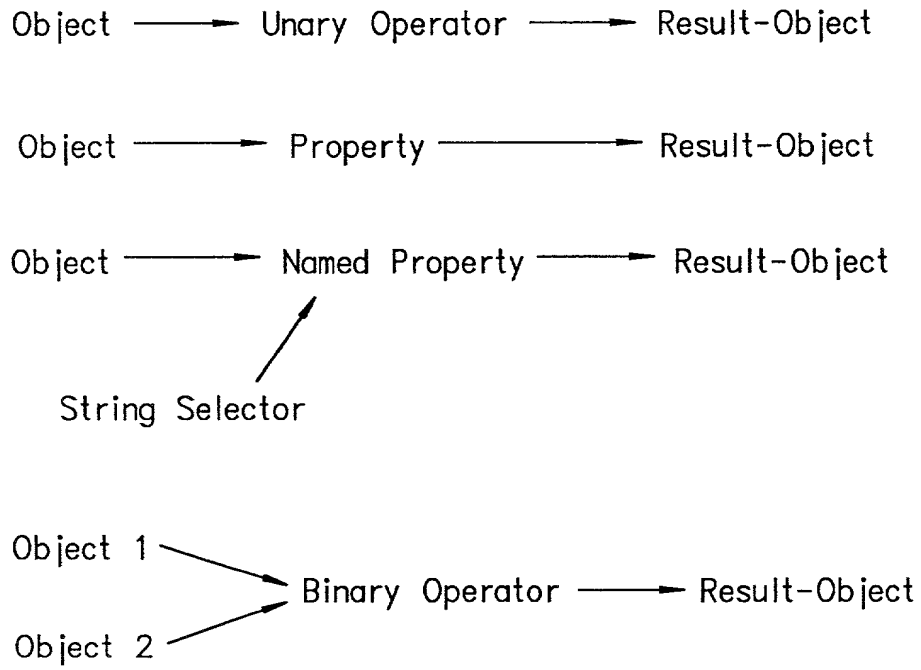 Object Unary Operator Result-Object
Object Property Result-Object
Object Named Property Result-Object
String Selector
Object 1
Binary Operator Result-Object
Object 2